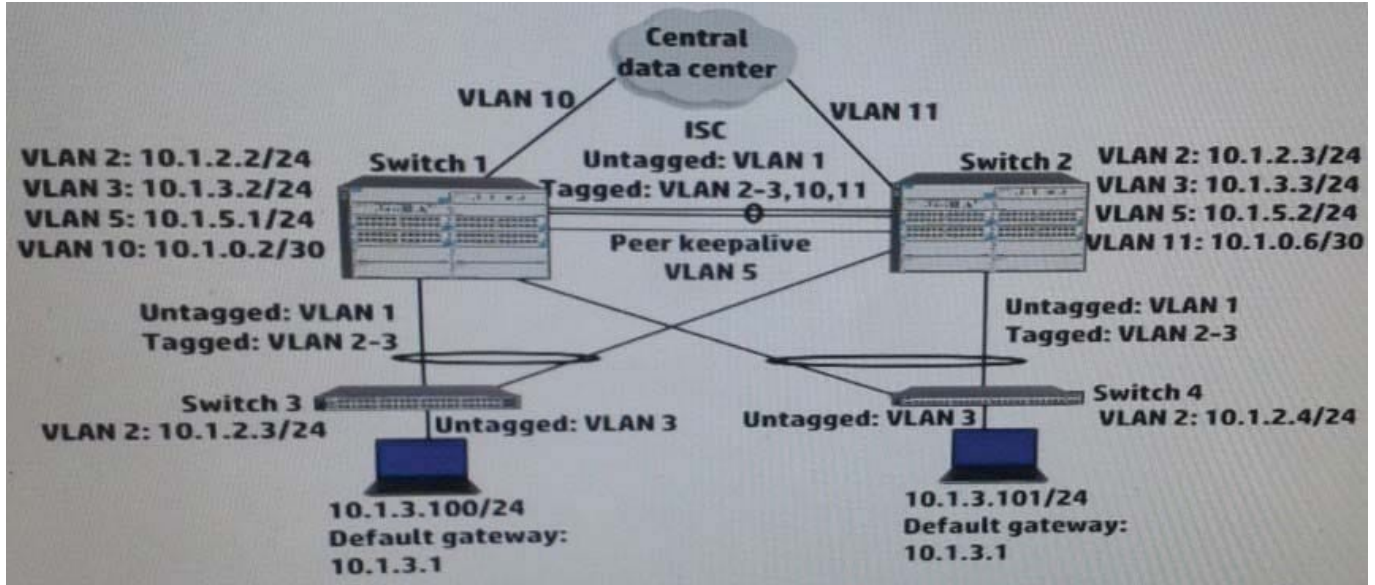 Central
data center
VLAN 10
VLAN 11
ISC
Untagged: VLAN 1
Tagged: VLAN 2-3,10,11
Switch 1
VLAN 2: 10.1.2.2/24
VLAN 3: 10.1.3.2/24
VLAN 5: 10.1.5.1/24
VLAN 10: 10.1.0.2/30
Switch 2
VLAN 2: 10.1.2.3/24
VLAN 3: 10.1.3.3/24
VLAN 5: 10.1.5.2/24
VLAN 11: 10.1.0.6/30
Peer keepalive
VLAN 5
Untagged: VLAN 1
Tagged: VLAN 2-3
Untagged: VLAN 1
Tagged: VLAN 2-3
Switch 3
VLAN 2: 10.1.2.3/24
Untagged: VLAN 3
Untagged: VLAN 3
Switch 4
VLAN 2: 10.1.2.4/24
10.1.3.100/24
Default gateway:
10.1.3.1
10.1.3.101/24
Default gateway:
10.1.3.1